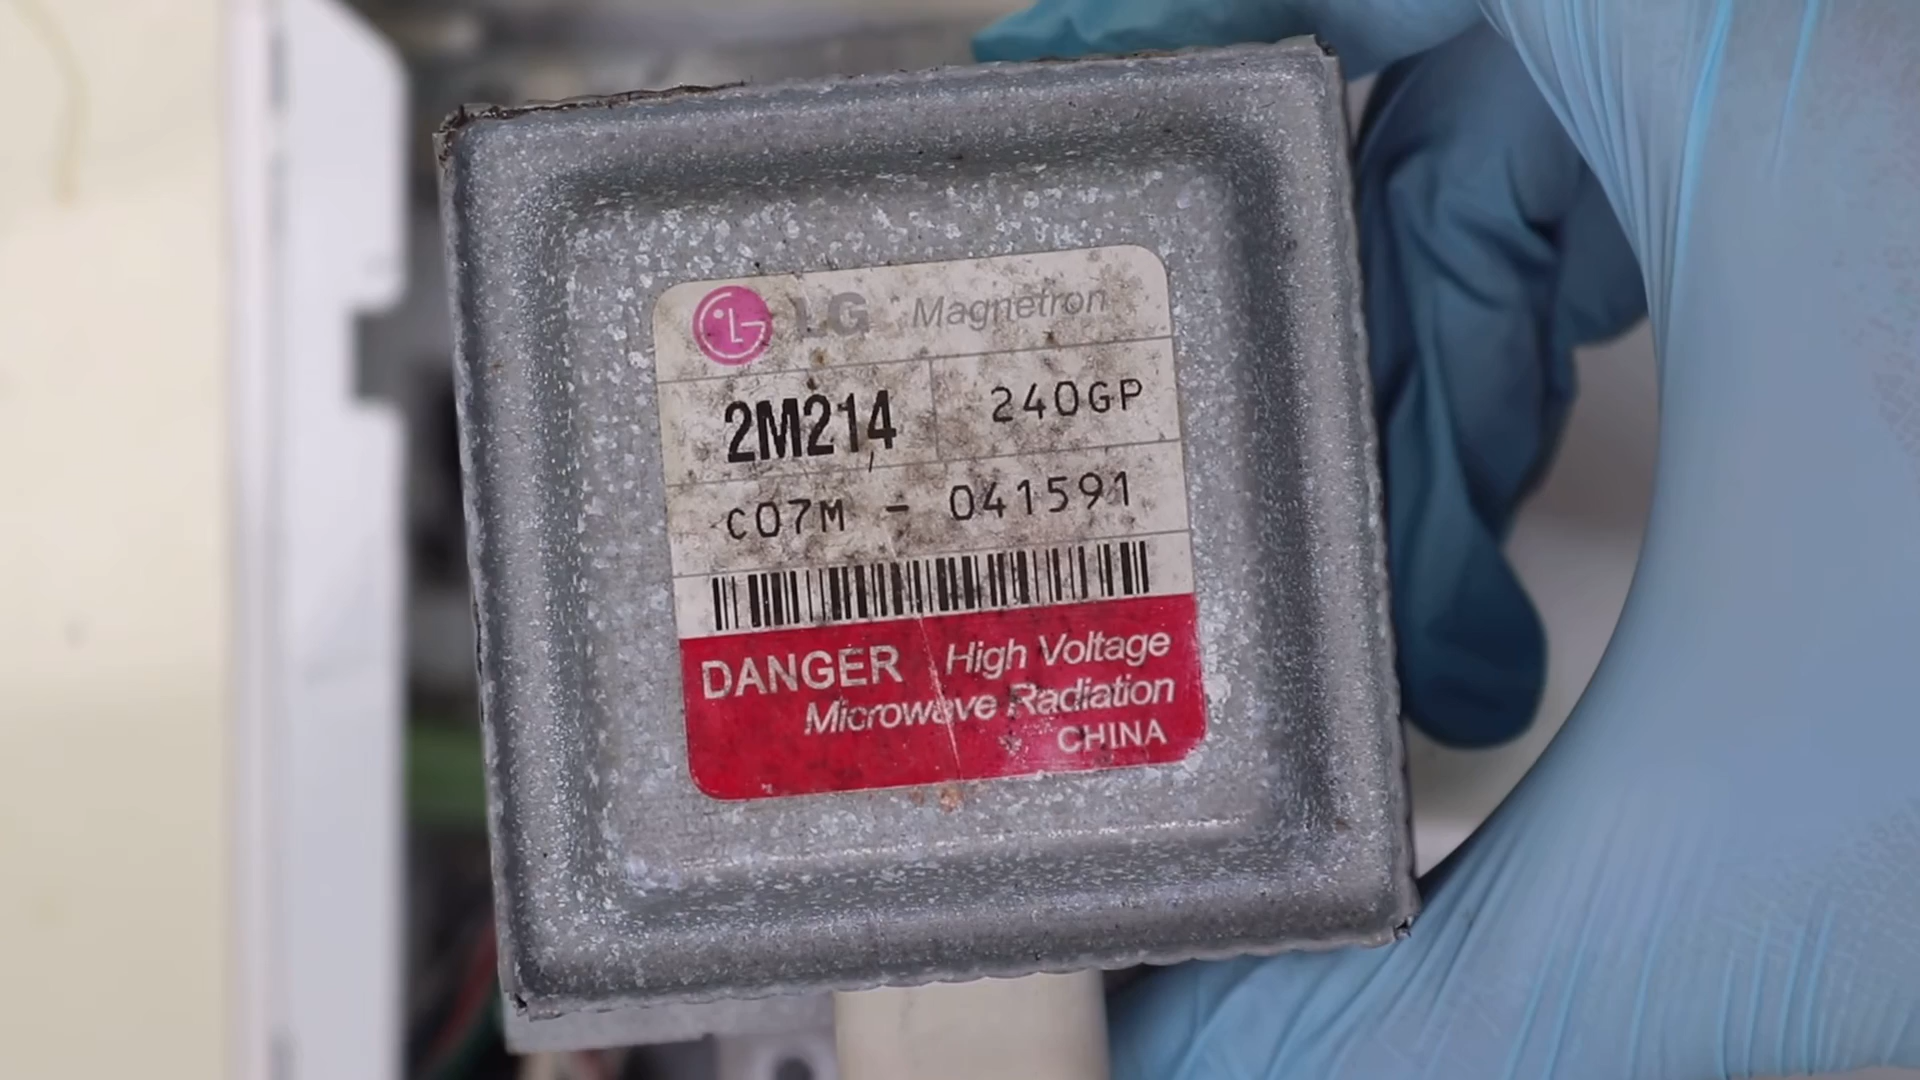 LG Magnetron
2M214 240GP
C07M - 041591
DANGER High Voltage
Microwave Radiation
CHINA